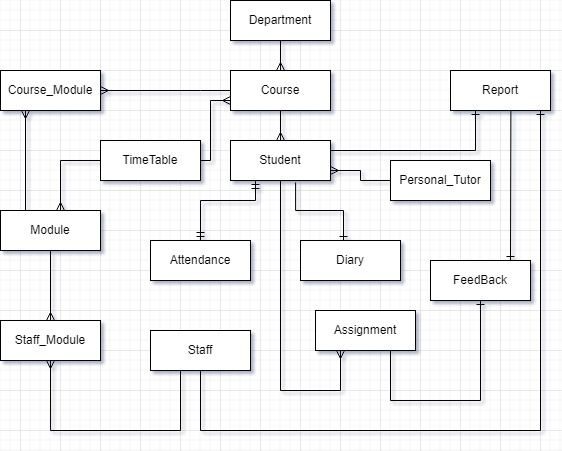 Department
Course_Module
Course
Report
TimeTable
Student
Personal_Tutor
Module
Attendance
Diary
FeedBack
Staff_Module
Staff
Assignment